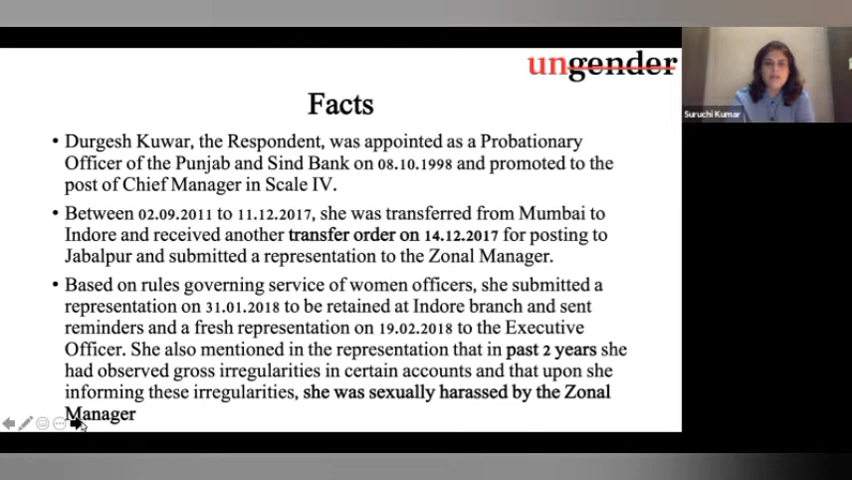 ungender
Facts
• Durgesh Kuwar, the Respondent, was appointed as a Probationary
Officer of the Punjab and Sind Bank on 08.10.1998 and promoted to the
post of Chief Manager in Scale IV.
• Between 02.09.2011 to 11.12.2017, she was transferred from Mumbai to
Indore and received another transfer order on 14.12.2017 for posting to
Jabalpur and submitted a representation to the Zonal Manager.
• Based on rules governing service of women officers, she submitted a
representation on 31.01.2018 to be retained at Indore branch and sent
reminders and a fresh representation on 19.02.2018 to the Executive
Officer. She also mentioned in the representation that in past 2 years she
had observed gross irregularities in certain accounts and that upon she
informing these irregularities, she was sexually harassed by the Zonal
Manager
Suruchi Kumar